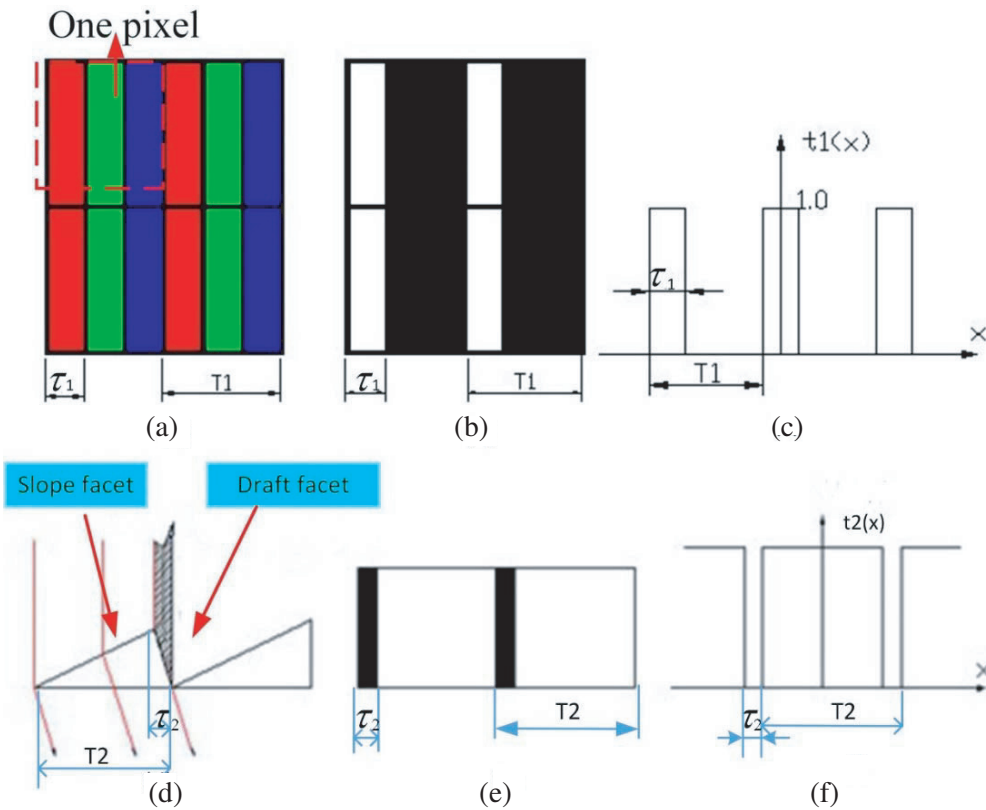 One pixel
t1(x)
1.0
τ1
x
T1
τ1
T1
τ1
T1
(a)
(b)
(c)
Slope facet
Draft facet
t2(x)
x
τ2
T2
τ2
T2
τ2
T2
(d)
(e)
(f)